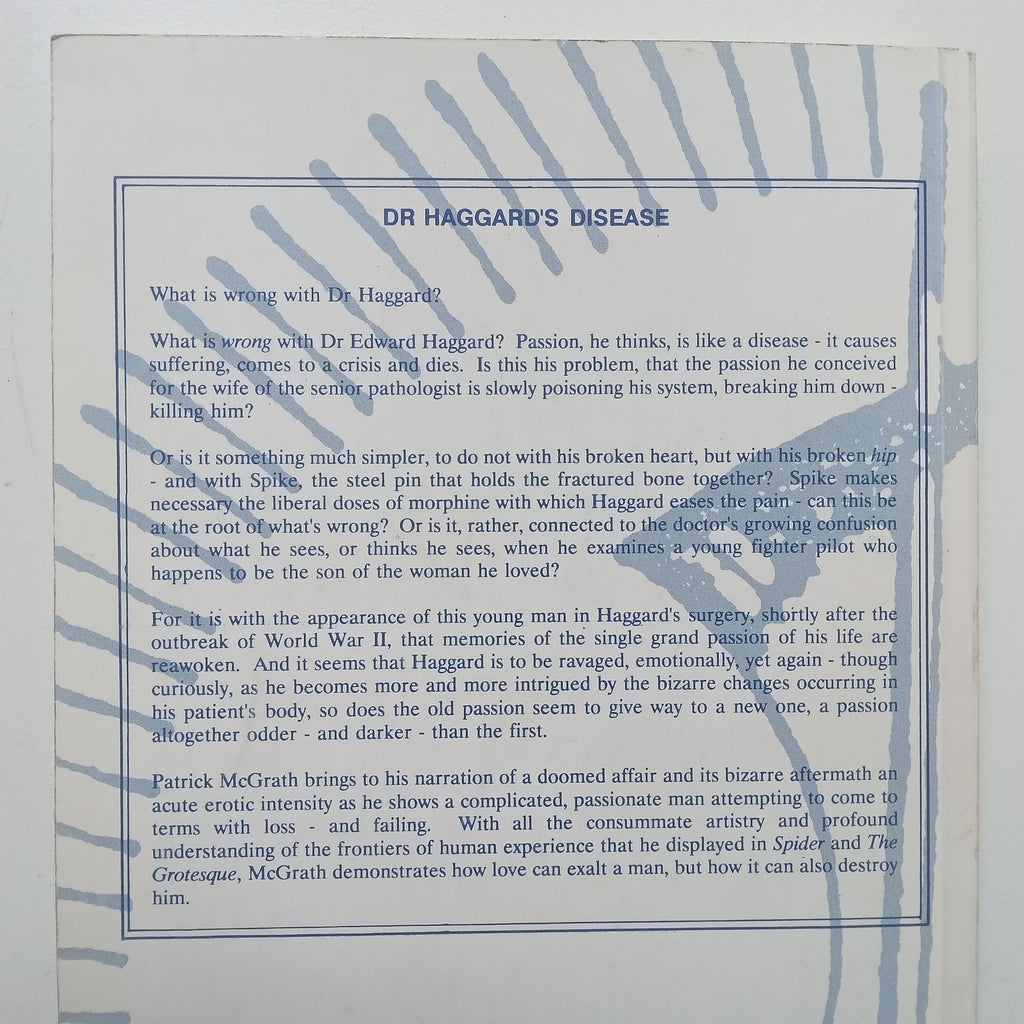 DR HAGGARD'S DISEASE
What is wrong with Dr Haggard?
What is wrong with Dr Edward Haggard? Passion, he thinks, is like a disease - it causes
suffering, comes to a crisis and dies. Is this his problem, that the passion he conceived
for the wife of the senior pathologist is slowly poisoning his system, breaking him down -
killing him?
Or is it something much simpler, to do not with his broken heart, but with his broken hip
- and with Spike, the steel pin that holds the fractured bone together? Spike makes
necessary the liberal doses of morphine with which Haggard eases the pain - can this be
at the root of what's wrong? Or is it, rather, connected to the doctor's growing confusion
about what he sees, or thinks he sees, when he examines a young fighter pilot who
happens to be the son of the woman he loved?
For it is with the appearance of this young man in Haggard's surgery, shortly after the
outbreak of World War II, that memories of the single grand passion of his life are
reawoken. And it seems that Haggard is to be ravaged, emotionally, yet again - though
curiously, as he becomes more and more intrigued by the bizarre changes occurring in
his patient's body, so does the old passion seem to give way to a new one, a passion
altogether odder - and darker - than the first.
Patrick McGrath brings to his narration of a doomed affair and its bizarre aftermath an
acute erotic intensity as he shows a complicated, passionate man attempting to come to
terms with loss - and failing. With all the consummate artistry and profound
understanding of the frontiers of human experience that he displayed in Spider and The
Grotesque, McGrath demonstrates how love can exalt a man, but how it can also destroy
him.